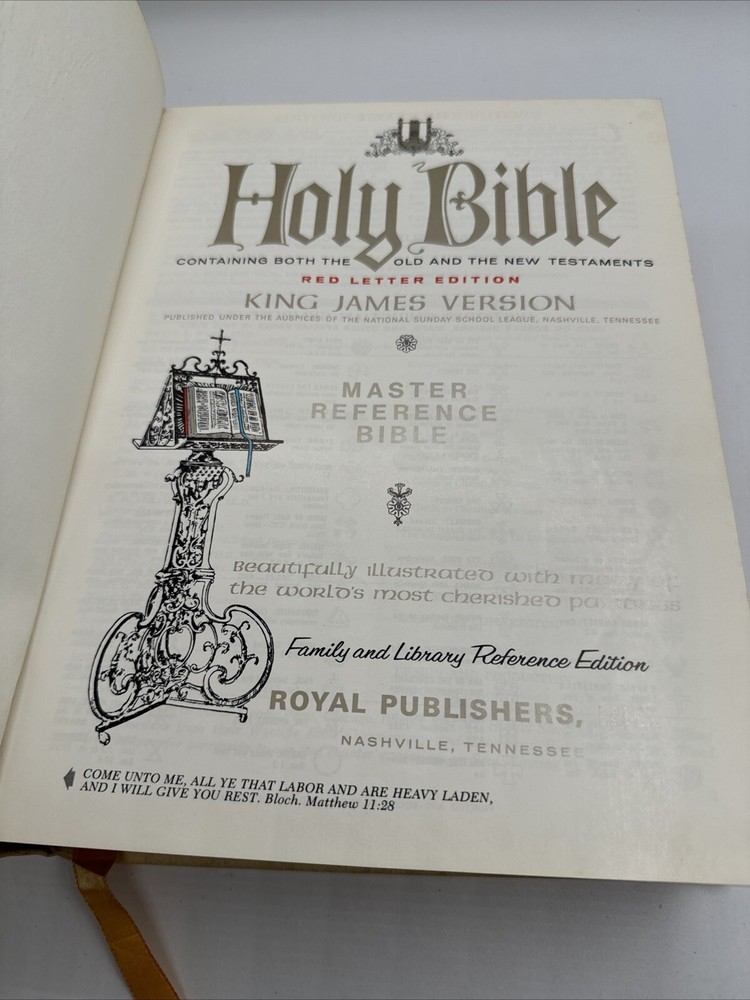 Holy Bible
CONTAINING BOTH THE OLD AND THE NEW TESTAMENTS
RED LETTER EDITION
KING JAMES VERSION
PUBLISHED UNDER THE AUSPICES OF THE NATIONAL SUNDAY SCHOOL LEAGUE, NASHVILLE, TENNESSEE
MASTER
REFERENCE
BIBLE
Beautifully illustrated with many of
the world's most cherished paintings
Family and Library Reference Edition
ROYAL PUBLISHERS,
NASHVILLE, TENNESSEE
COME UNTO ME, ALL YE THAT LABOR AND ARE HEAVY LADEN,
AND I WILL GIVE YOU REST. Bloch. Matthew 11:28